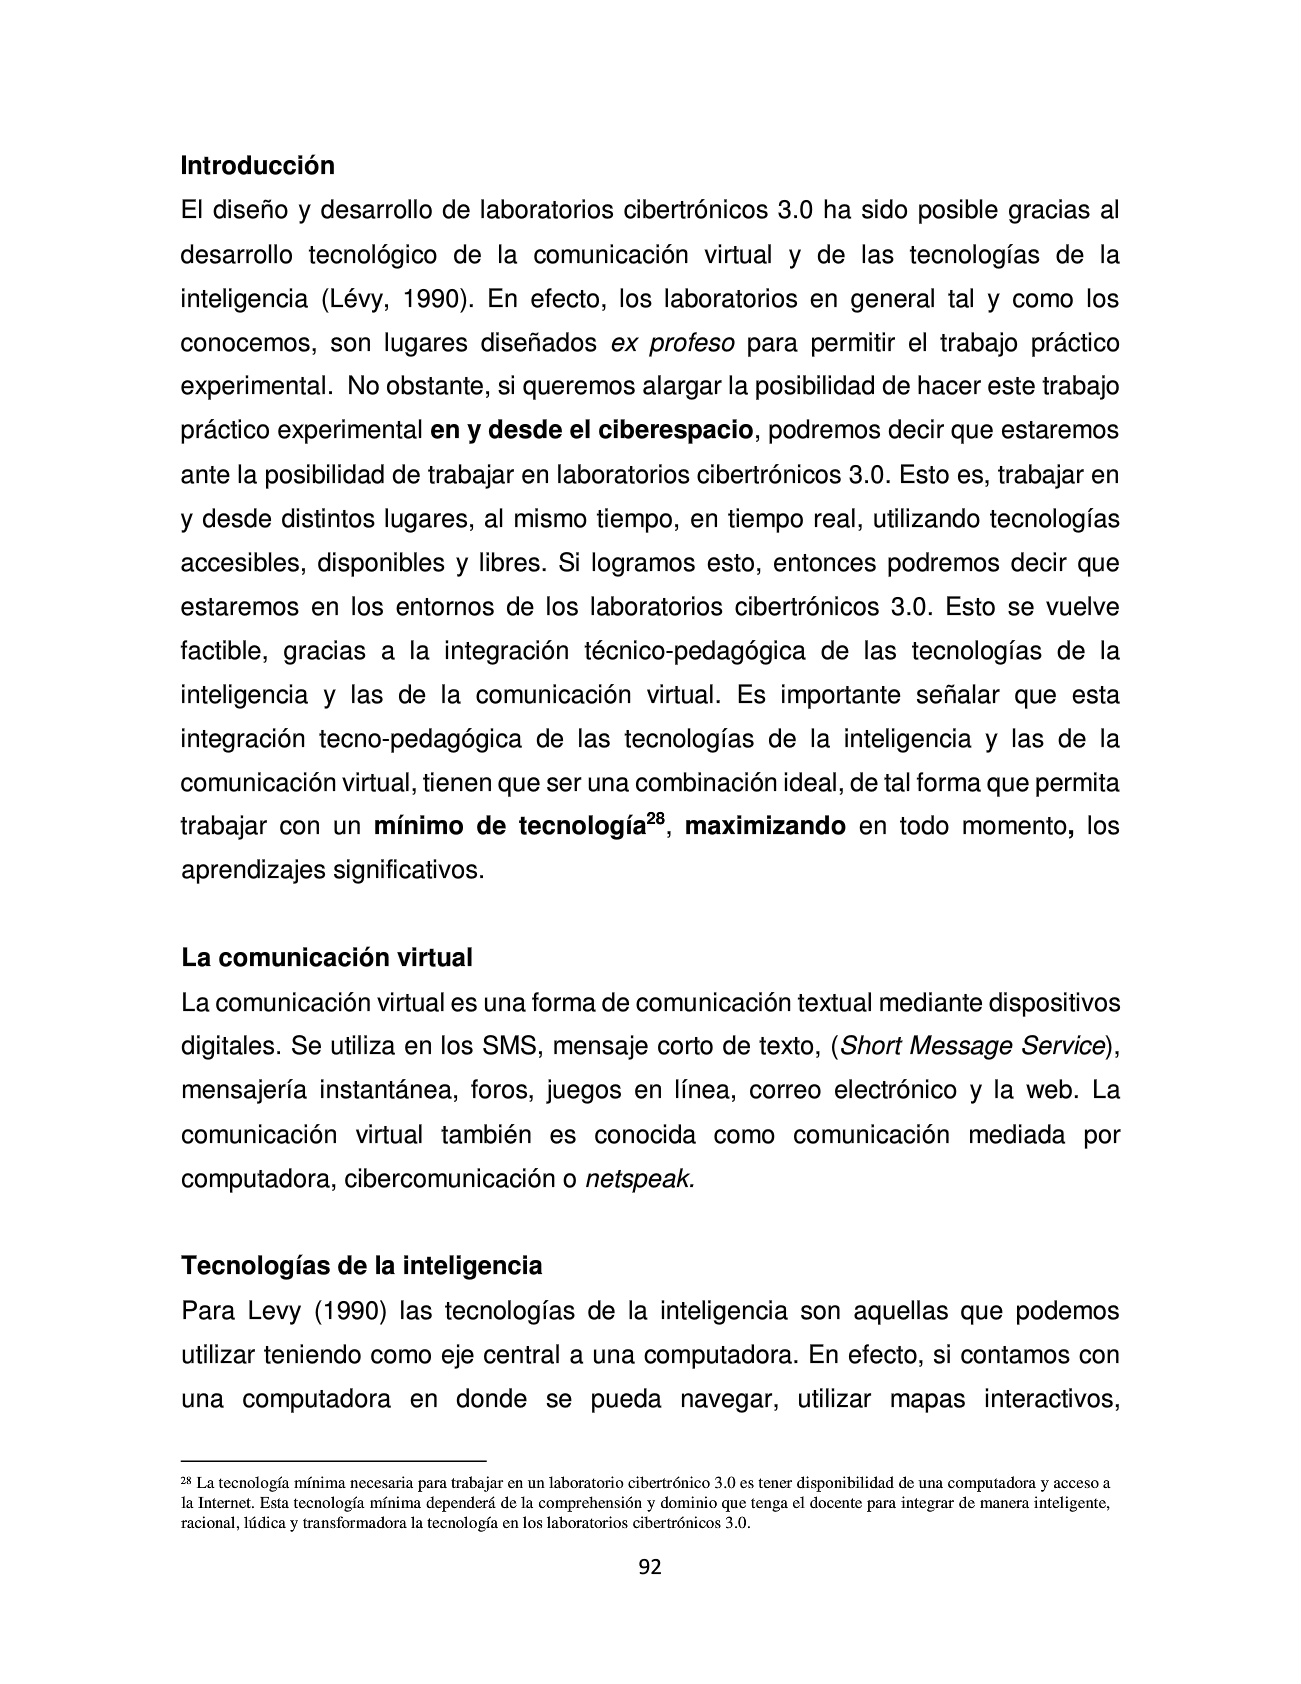 Introducción
El diseño y desarrollo de laboratorios cibertrónicos 3.0 ha sido posible gracias al
desarrollo tecnológico de la comunicación virtual y de las tecnologías de la
inteligencia (Lévy, 1990). En efecto, los laboratorios en general tal y como los
conocemos, son lugares diseñados ex profeso para permitir el trabajo práctico
experimental. No obstante, si queremos alargar la posibilidad de hacer este trabajo
práctico experimental en y desde el ciberespacio, podremos decir que estaremos
ante la posibilidad de trabajar en laboratorios cibertrónicos 3.0. Esto es, trabajar en
y desde distintos lugares, al mismo tiempo, en tiempo real, utilizando tecnologías
accesibles, disponibles y libres. Si logramos esto, entonces podremos decir que
estaremos en los entornos de los laboratorios cibertrónicos 3.0. Esto se vuelve
factible, gracias a la integración técnico-pedagógica de las tecnologías de la
inteligencia y las de la comunicación virtual. Es importante señalar que esta
integración tecno-pedagógica de las tecnologías de la inteligencia y las de la
comunicación virtual, tienen que ser una combinación ideal, de tal forma que permita
trabajar con un mínimo de tecnología28, maximizando en todo momento, los
aprendizajes significativos.
La comunicación virtual
La comunicación virtual es una forma de comunicación textual mediante dispositivos
digitales. Se utiliza en los SMS, mensaje corto de texto, (Short Message Service),
mensajería instantánea, foros, juegos en línea, correo electrónico y la web. La
comunicación virtual también es conocida como comunicación mediada por
computadora, cibercomunicación o netspeak.
Tecnologías de la inteligencia
Para Levy (1990) las tecnologías de la inteligencia son aquellas que podemos
utilizar teniendo como eje central a una computadora. En efecto, si contamos con
una computadora en donde se pueda navegar, utilizar mapas interactivos,
28 La tecnología mínima necesaria para trabajar en un laboratorio cibertrónico 3.0 es tener disponibilidad de una computadora y acceso a
la Internet. Esta tecnología mínima dependerá de la comprensión y dominio que tenga el docente para integrar de manera inteligente,
racional, lúdica y transformadora la tecnología en los laboratorios cibertrónicos 3.0.
92